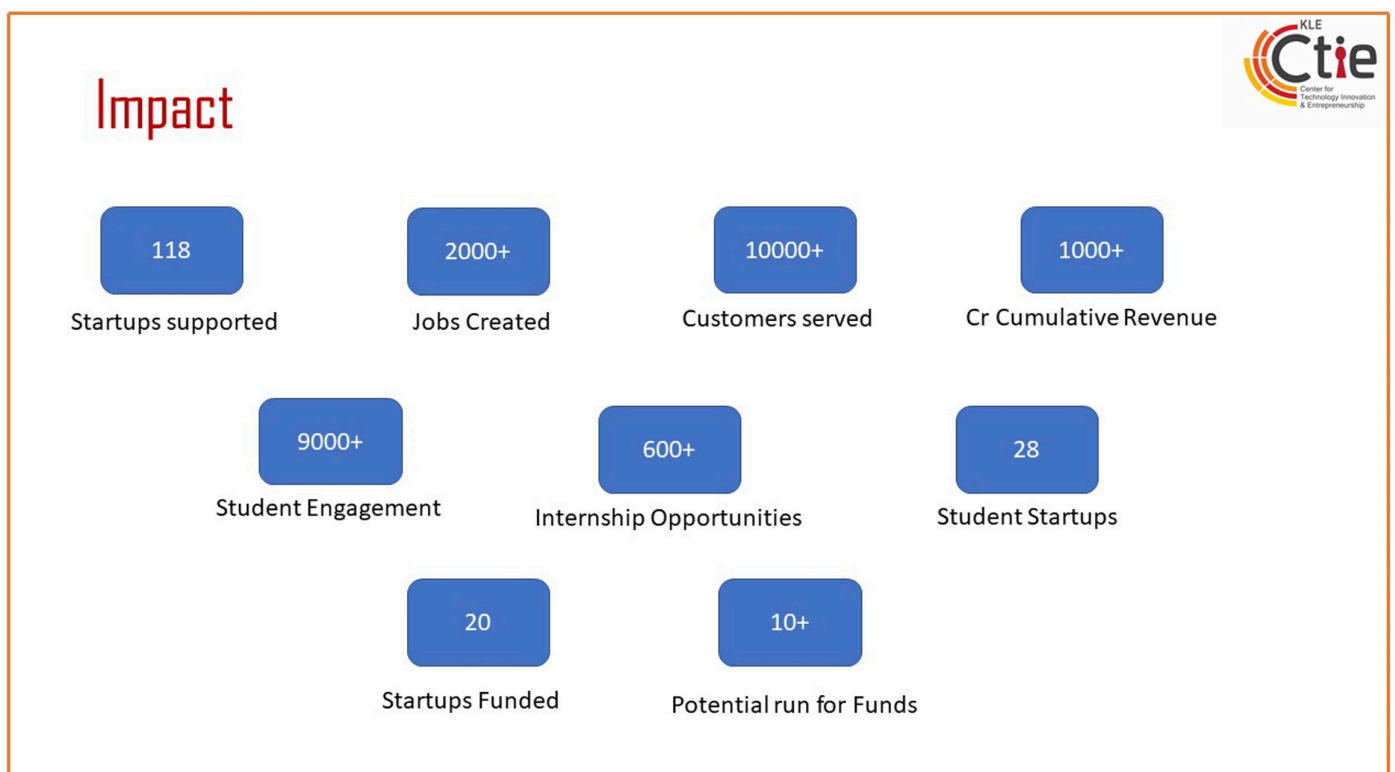 KLE
Ctie
Center for
Technology Innovation
& Entrepreneurship
Impact
118
2000+
10000+
1000+
Startups supported
Jobs Created
Customers served
Cr Cumulative Revenue
9000+
600+
28
Student Engagement
Internship Opportunities
Student Startups
20
10+
Startups Funded
Potential run for Funds